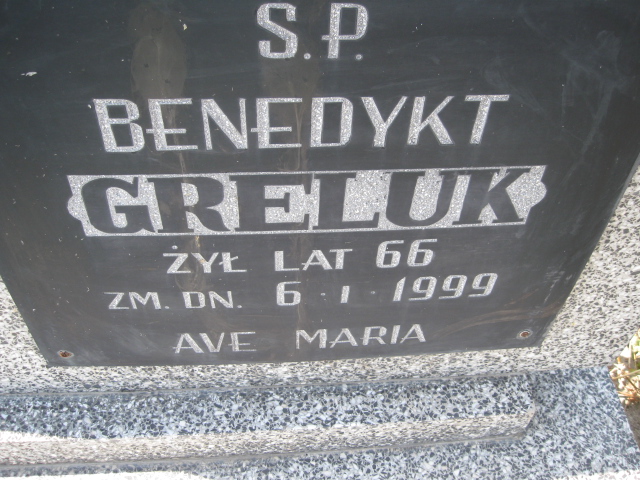 S.P.
BENEDYKT
GRELUK
ŻYŁ LAT 66
ZM. DN. 6 · I · 1999
AVE MARIA